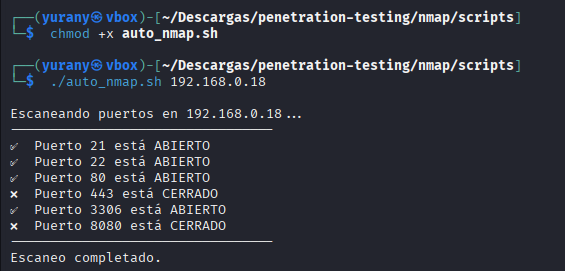 ┌──(yurany㉿vbox)-[~/Descargas/penetration-testing/nmap/scripts]
└─$ chmod +x auto_nmap.sh
┌──(yurany㉿vbox)-[~/Descargas/penetration-testing/nmap/scripts]
└─$ ./auto_nmap.sh 192.168.0.18
Escaneando puertos en 192.168.0.18...
----------------------------------
✅ Puerto 21 está ABIERTO
✅ Puerto 22 está ABIERTO
✅ Puerto 80 está ABIERTO
❌ Puerto 443 está CERRADO
✅ Puerto 3306 está ABIERTO
❌ Puerto 8080 está CERRADO
----------------------------------
Escaneo completado.